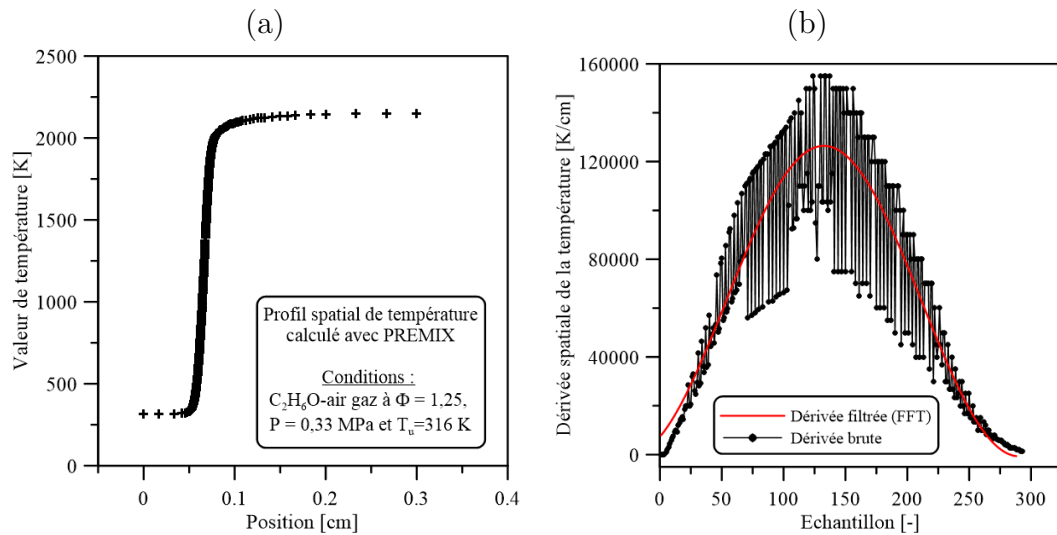 (a)
2500
2000
1500
1000
500
0
Valeur de température [K]
Profil spatial de température
calculé avec PREMIX
Conditions :
C₂H₆O-air gaz à Φ = 1,25,
P = 0,33 MPa et Tᵤ=316 K
0
0.1
0.2
0.3
0.4
Position [cm]
(b)
160000
120000
80000
40000
0
Dérivée spatiale de la température [K/cm]
Dérivée filtrée (FFT)
Dérivée brute
0
50
100
150
200
250
300
Echantillon [-]